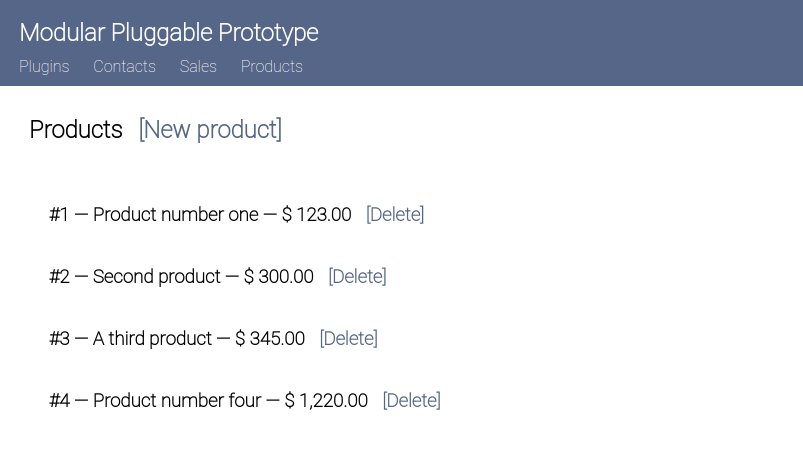 Modular Pluggable Prototype
Plugins Contacts Sales Products
Products [New product]
#1 — Product number one — $ 123.00 [Delete]
#2 — Second product — $ 300.00 [Delete]
#3 — A third product — $ 345.00 [Delete]
#4 — Product number four — $ 1,220.00 [Delete]